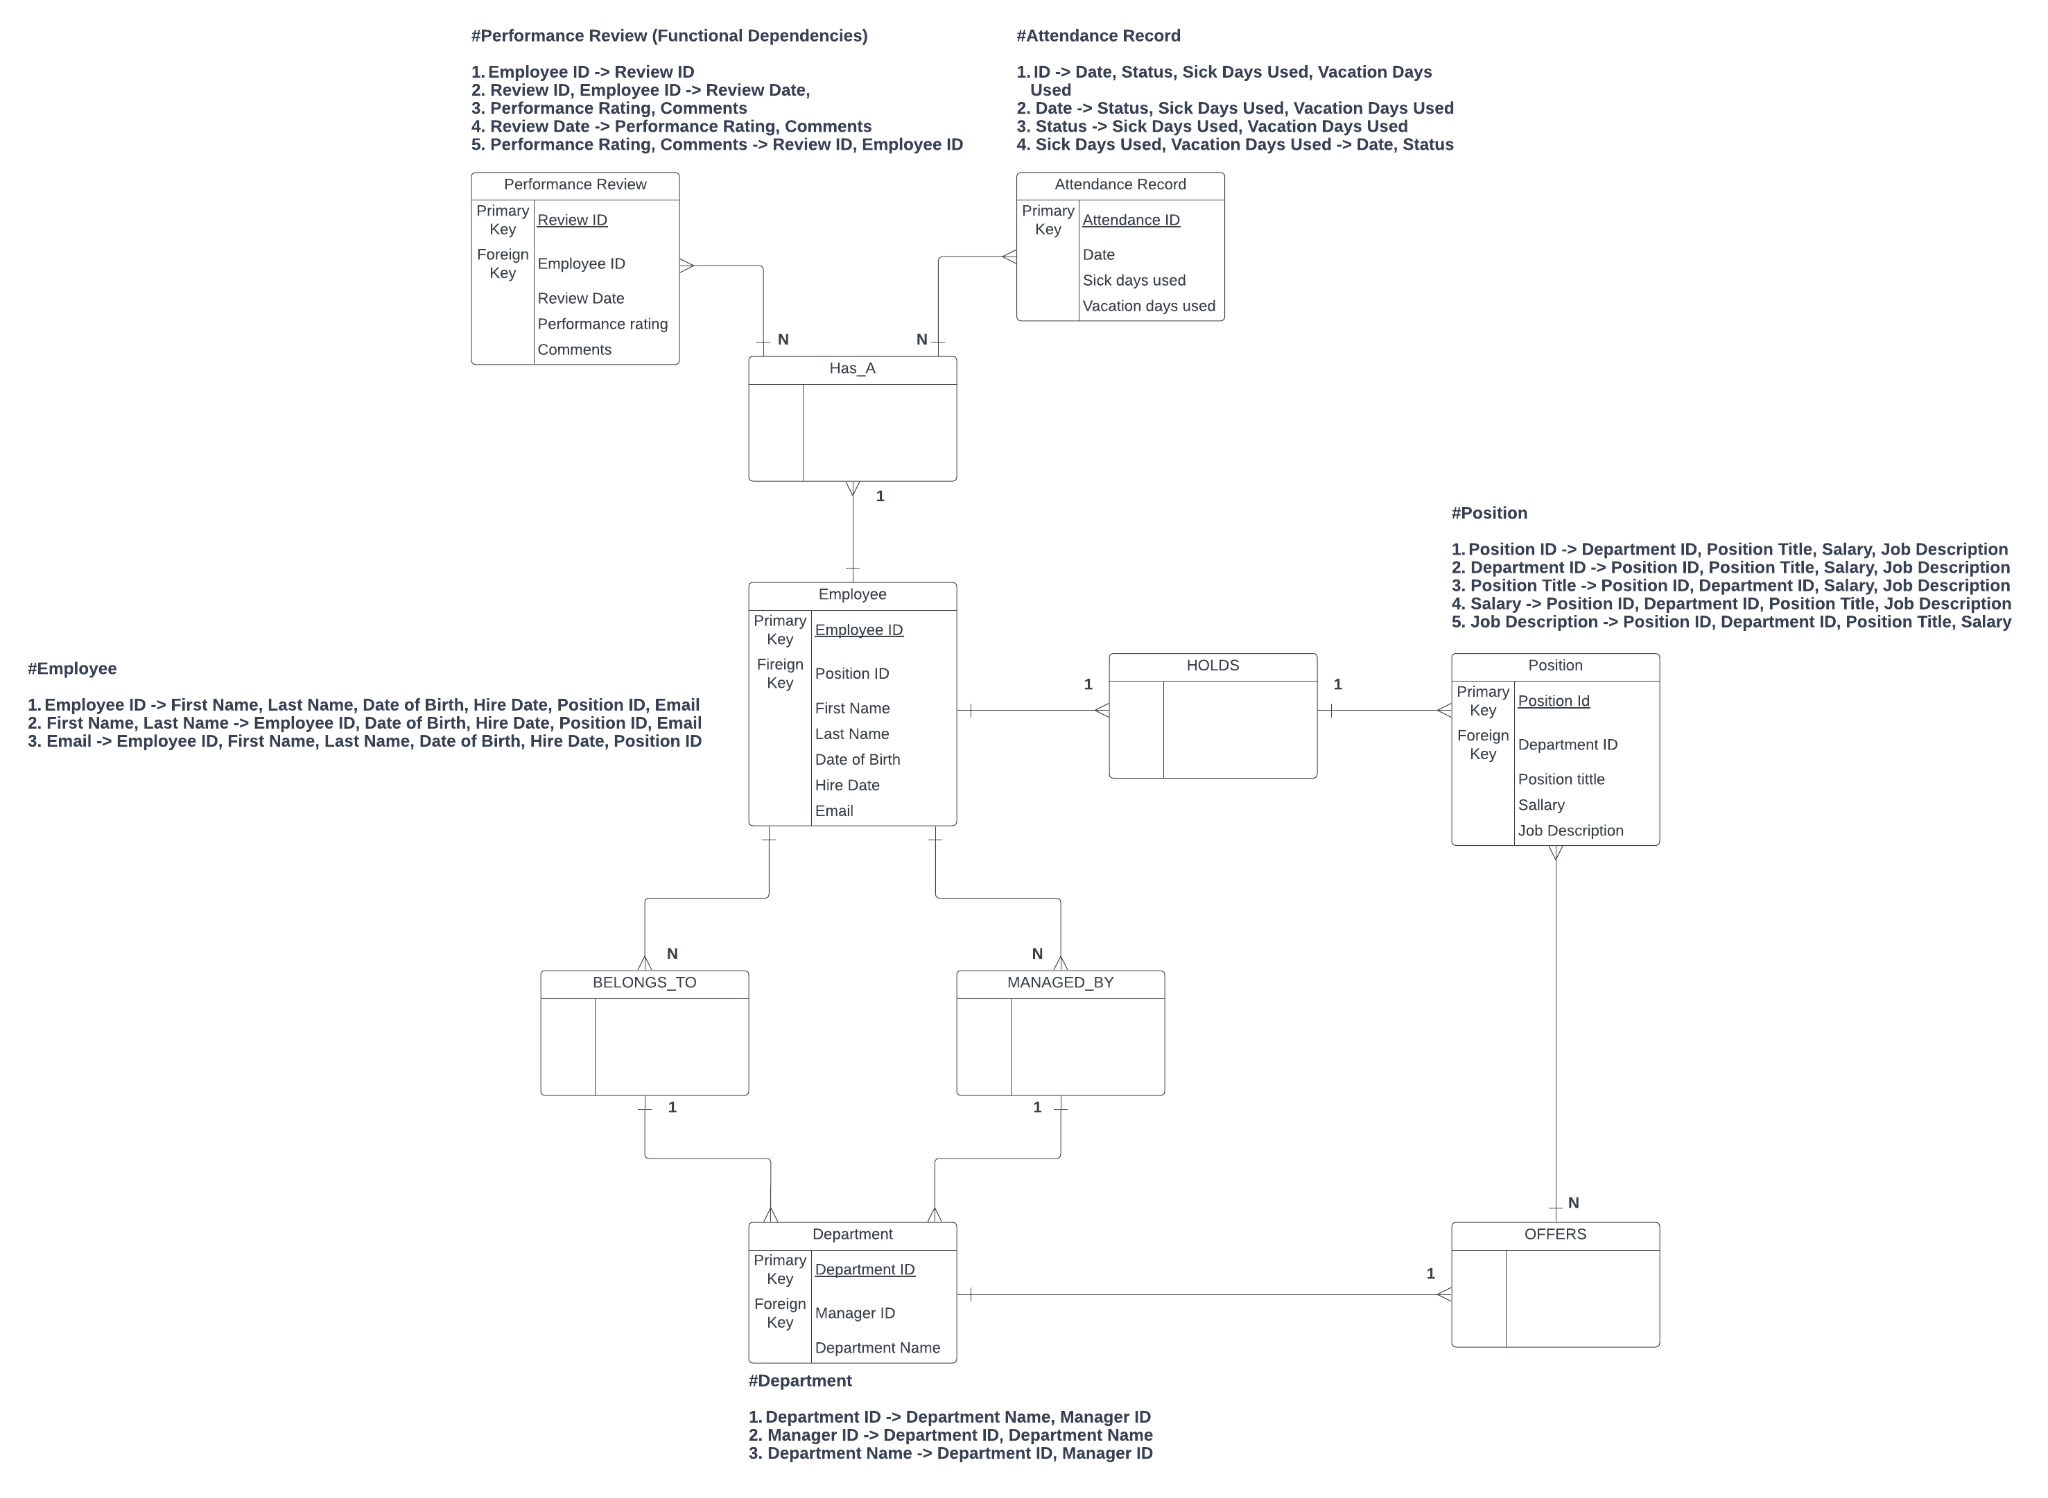 #Performance Review (Functional Dependencies)
1. Employee ID -> Review ID
2. Review ID, Employee ID -> Review Date,
3. Performance Rating, Comments
4. Review Date -> Performance Rating, Comments
5. Performance Rating, Comments -> Review ID, Employee ID
#Attendance Record
1. ID -> Date, Status, Sick Days Used, Vacation Days
Used
2. Date -> Status, Sick Days Used, Vacation Days Used
3. Status -> Sick Days Used, Vacation Days Used
4. Sick Days Used, Vacation Days Used -> Date, Status
Performance Review
Primary
Key
Review ID
Foreign
Key
Employee ID
Review Date
Performance rating
Comments
Attendance Record
Primary
Key
Attendance ID
Date
Sick days used
Vacation days used
N
N
Has_A
1
#Position
1. Position ID -> Department ID, Position Title, Salary, Job Description
2. Department ID -> Position ID, Position Title, Salary, Job Description
3. Position Title -> Position ID, Department ID, Salary, Job Description
4. Salary -> Position ID, Department ID, Position Title, Job Description
5. Job Description -> Position ID, Department ID, Position Title, Salary
#Employee
1. Employee ID -> First Name, Last Name, Date of Birth, Hire Date, Position ID, Email
2. First Name, Last Name -> Employee ID, Date of Birth, Hire Date, Position ID, Email
3. Email -> Employee ID, First Name, Last Name, Date of Birth, Hire Date, Position ID
Employee
Primary
Key
Employee ID
Fireign
Key
Position ID
First Name
Last Name
Date of Birth
Hire Date
Email
1
HOLDS
1
Position
Primary
Key
Position Id
Foreign
Key
Department ID
Position tittle
Sallary
Job Description
N
N
BELONGS_TO
MANAGED_BY
1
1
Department
Primary
Key
Department ID
Foreign
Key
Manager ID
Department Name
N
1
OFFERS
#Department
1. Department ID -> Department Name, Manager ID
2. Manager ID -> Department ID, Department Name
3. Department Name -> Department ID, Manager ID